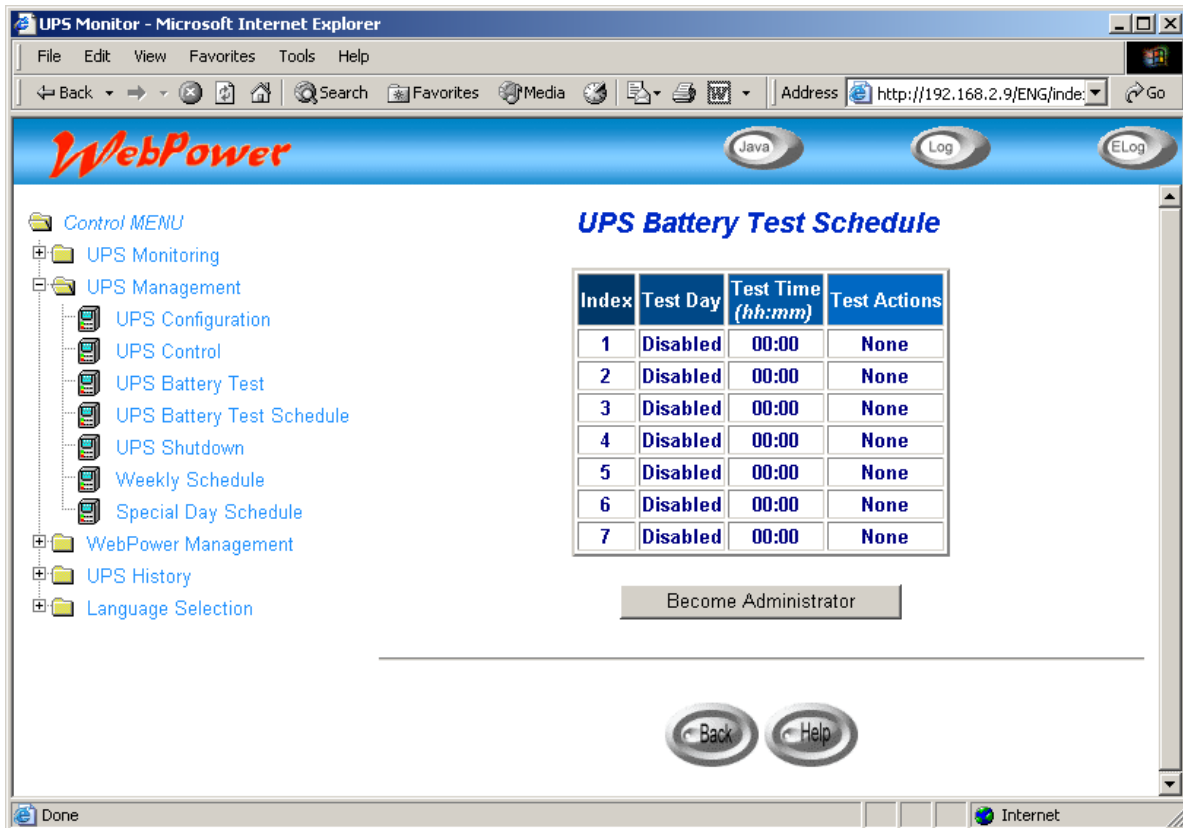 UPS Monitor - Microsoft Internet Explorer
File Edit View Favorites Tools Help
Back Search Favorites Media Address http://192.168.2.9/ENG/inde: Go
WebPower
Java Log ELog
Control MENU
UPS Monitoring
UPS Management
UPS Configuration
UPS Control
UPS Battery Test
UPS Battery Test Schedule
UPS Shutdown
Weekly Schedule
Special Day Schedule
WebPower Management
UPS History
Language Selection
UPS Battery Test Schedule
Index Test Day Test Time (hh:mm) Test Actions
1 Disabled 00:00 None
2 Disabled 00:00 None
3 Disabled 00:00 None
4 Disabled 00:00 None
5 Disabled 00:00 None
6 Disabled 00:00 None
7 Disabled 00:00 None
Become Administrator
Back Help
Done Internet